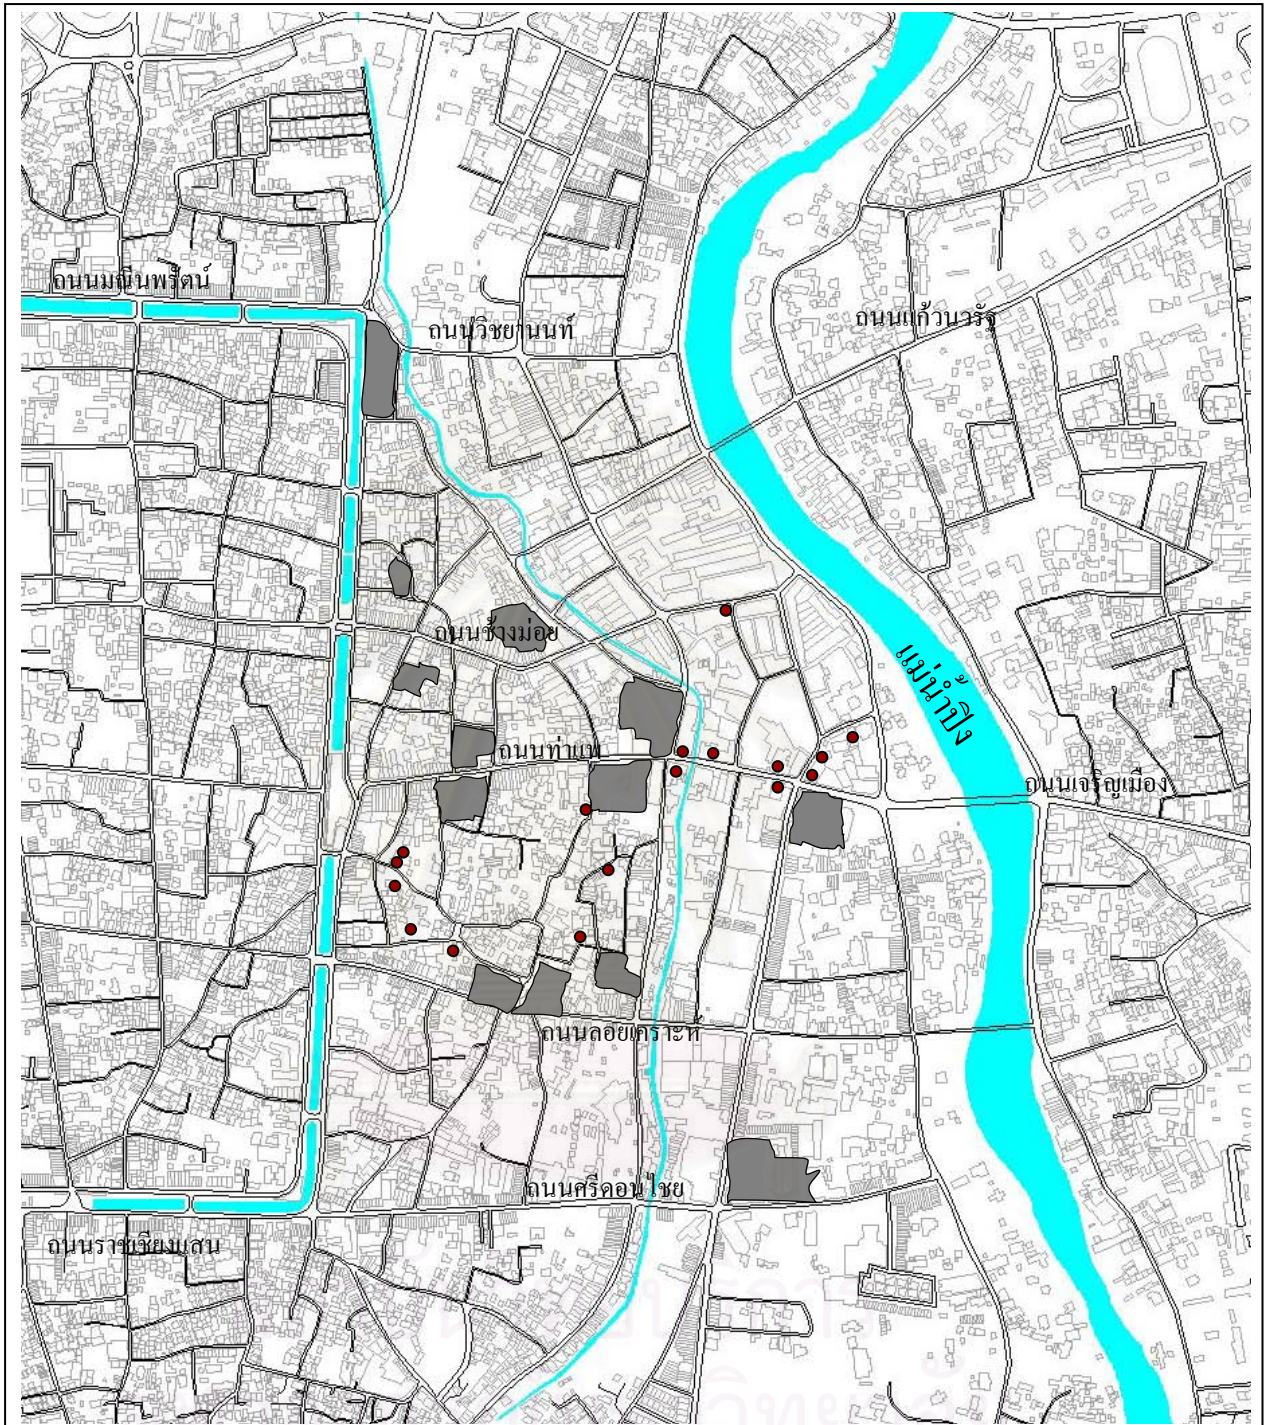 ถนนมณีนพรัตน์
ถนนวิชยานนท์
ถนนแก้วนวรัฐ
ถนนช้างม่อย
แม่น้ำปิง
ถนนท่าแพ
ถนนเจริญเมือง
ถนนลอยเคราะห์
ถนนศรีดอนไชย
ถนนราชเชียงแสน